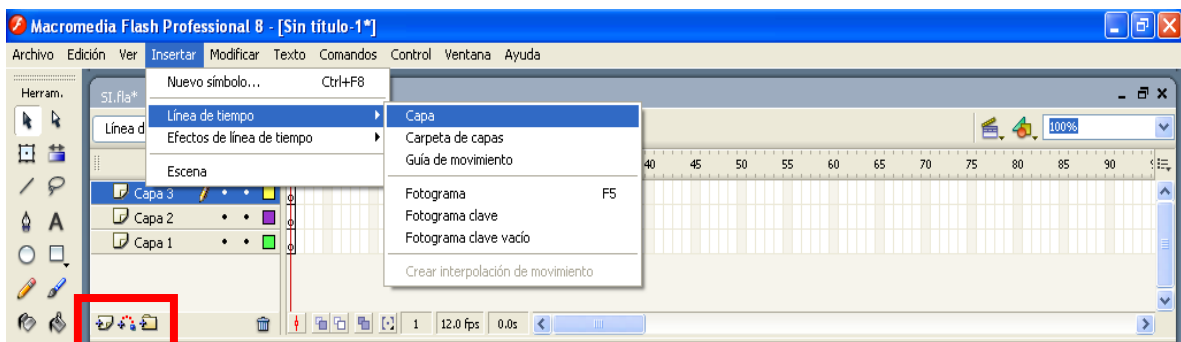 Macromedia Flash Professional 8 - [Sin título-1*]
Archivo Edición Ver Insertar Modificar Texto Comandos Control Ventana Ayuda
Herram.
SI.fla*
Nuevo símbolo... Ctrl+F8
Línea de tiempo
Efectos de línea de tiempo
Escena
Capa
Carpeta de capas
Guía de movimiento
Fotograma F5
Fotograma clave
Fotograma clave vacío
Crear interpolación de movimiento
Línea d
100%
40 45 50 55 60 65 70 75 80 85 90
Capa 3
Capa 2
Capa 1
1 12.0 fps 0.0s